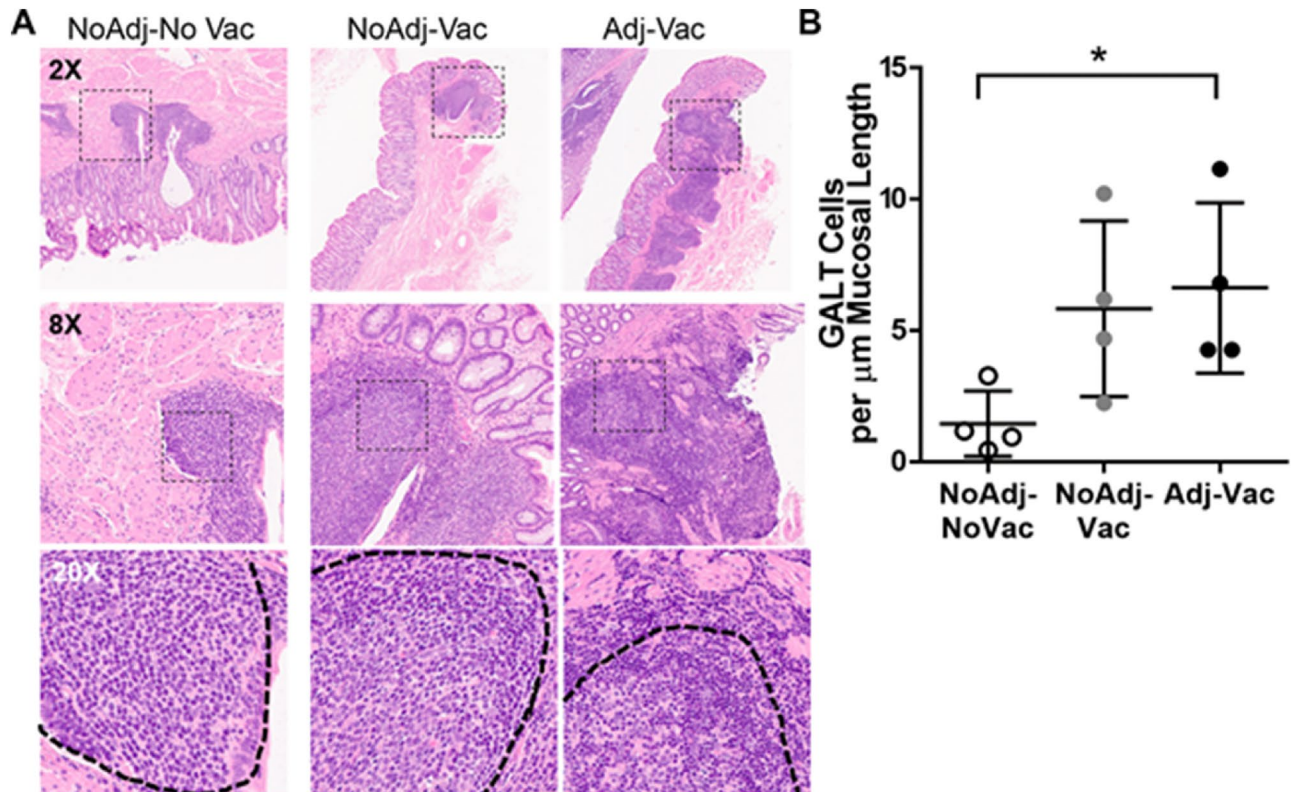 A
NoAdj-No Vac
NoAdj-Vac
Adj-Vac
2X
8X
20X
B
GALT Cells
per μm Mucosal Length
15
10
5
0
*
NoAdj-
NoVac
NoAdj-
Vac
Adj-Vac